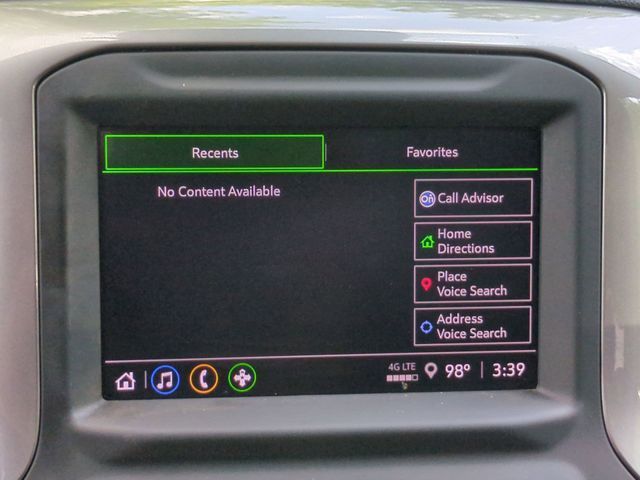 Recents
Favorites
No Content Available
On
Call Advisor
Home
Directions
Place
Voice Search
Address
Voice Search
4G LTE
98° 3:39